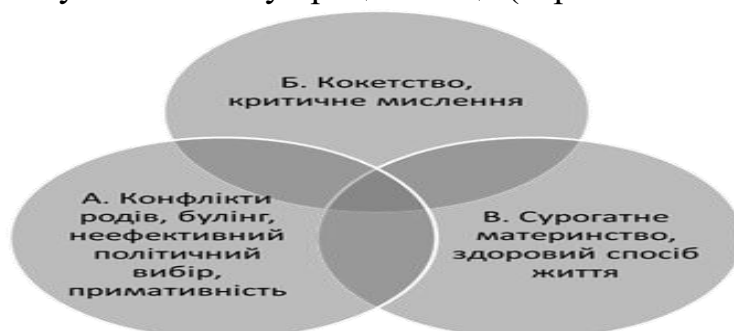 Б. Кокетство,
критичне мислення
А. Конфлікти
родів, булінг,
неефективний
політичний
вибір,
примативність
В. Сурогатне
материнство,
здоровий спосіб
життя